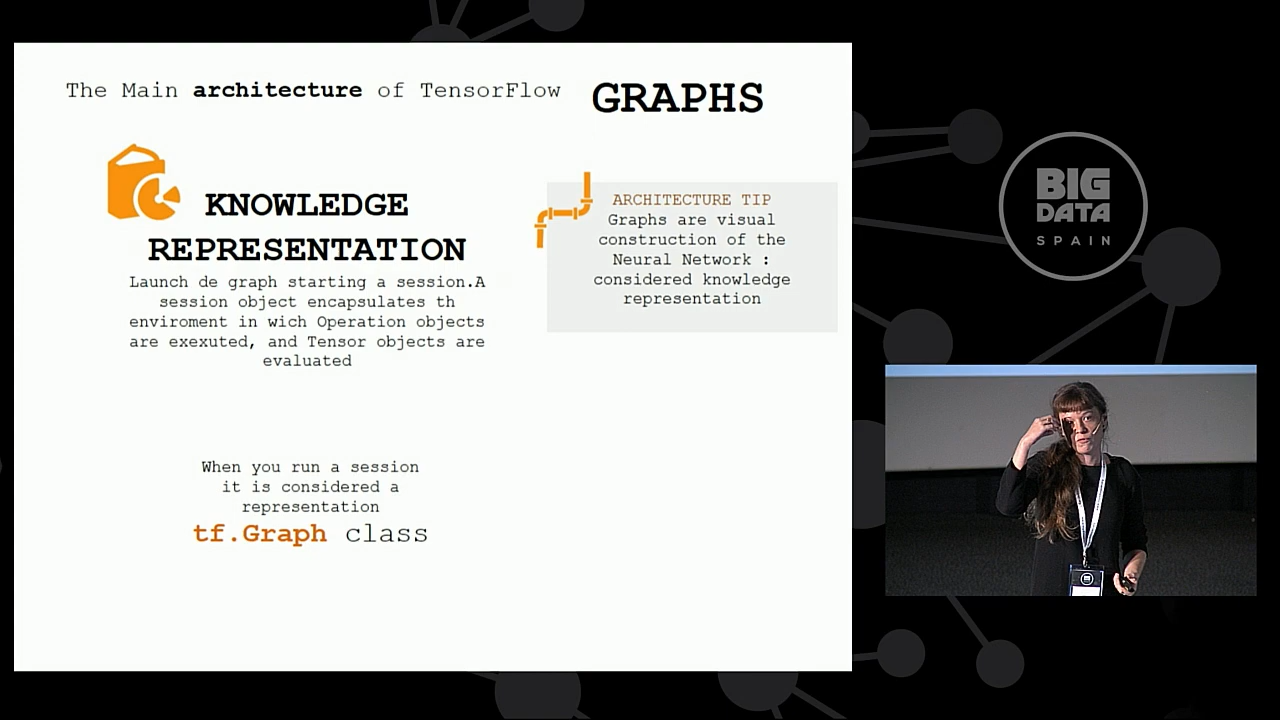 The Main architecture of TensorFlow
GRAPHS
KNOWLEDGE
REPRESENTATION
Launch de graph starting a session.A
session object encapsulates th
enviroment in wich Operation objects
are exexuted, and Tensor objects are
evaluated
ARCHITECTURE TIP
Graphs are visual
construction of the
Neural Network :
considered knowledge
representation
When you run a session
it is considered a
representation
tf.Graph class
BIG
DATA
SPAIN